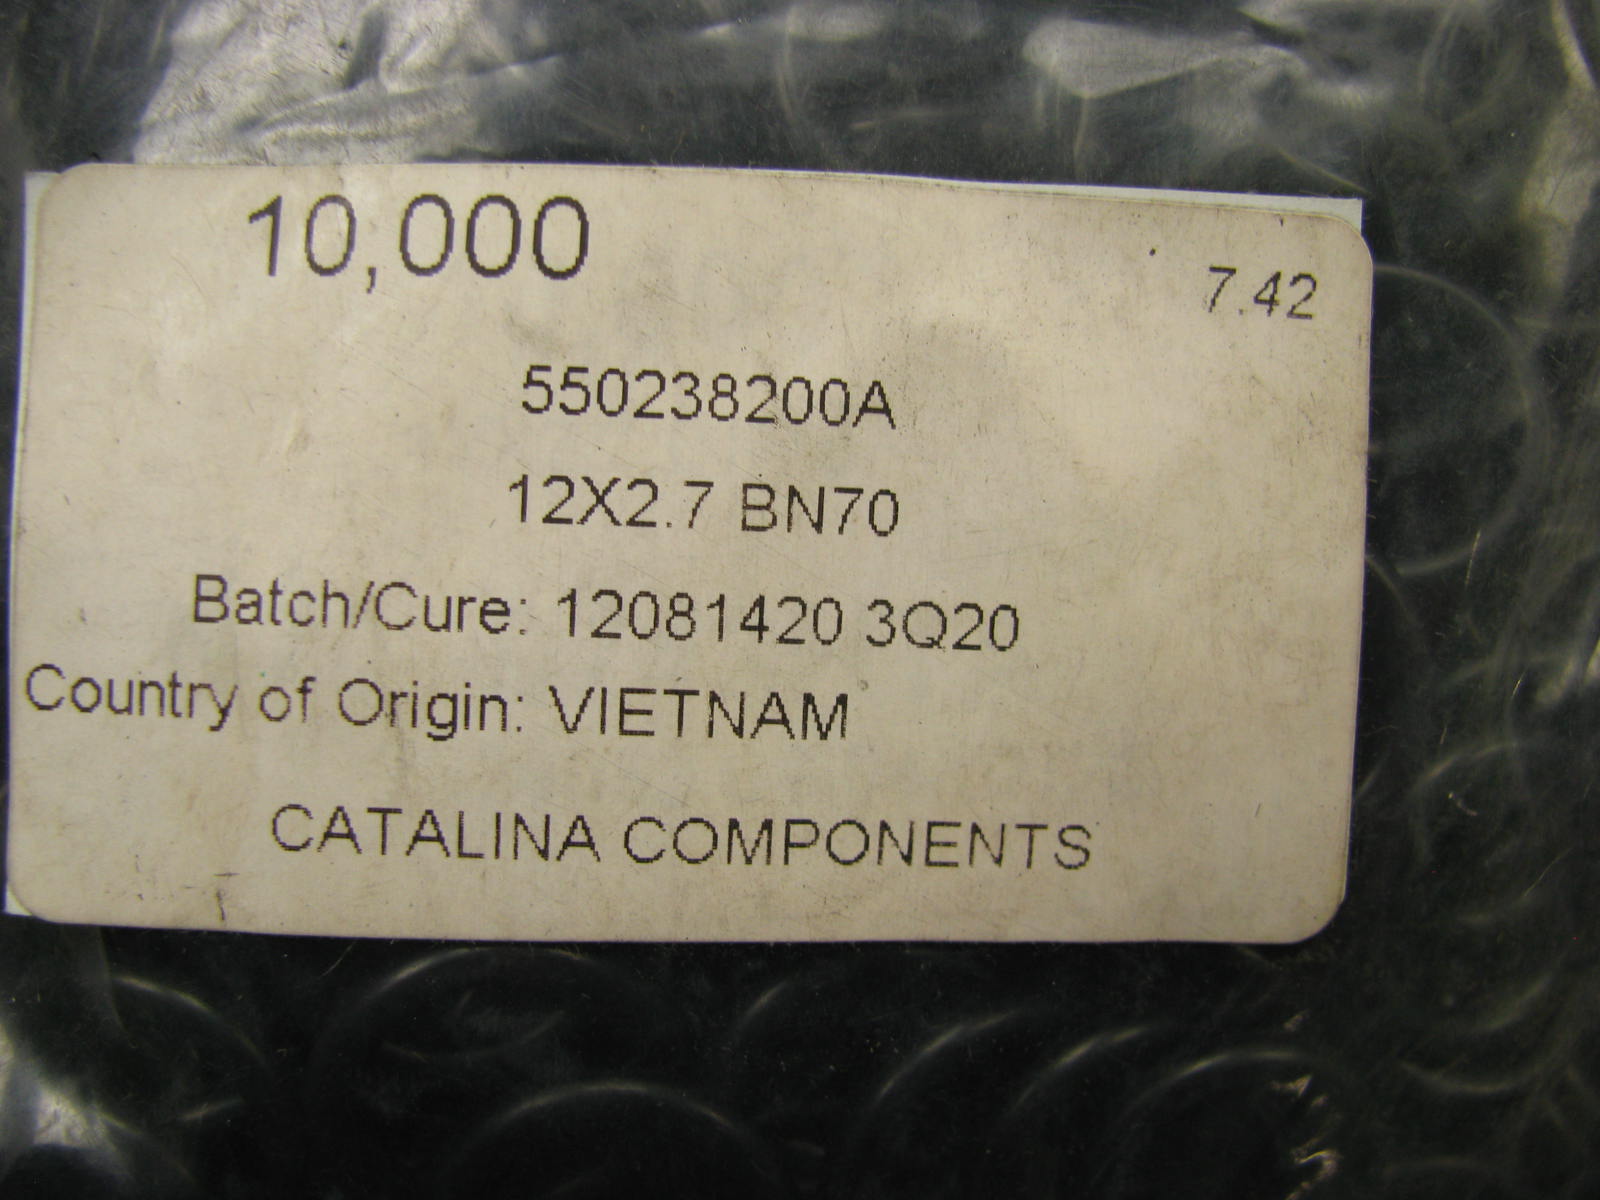 10,000
7.42
550238200A
12X2.7 BN70
Batch/Cure: 12081420 3Q20
Country of Origin: VIETNAM
CATALINA COMPONENTS